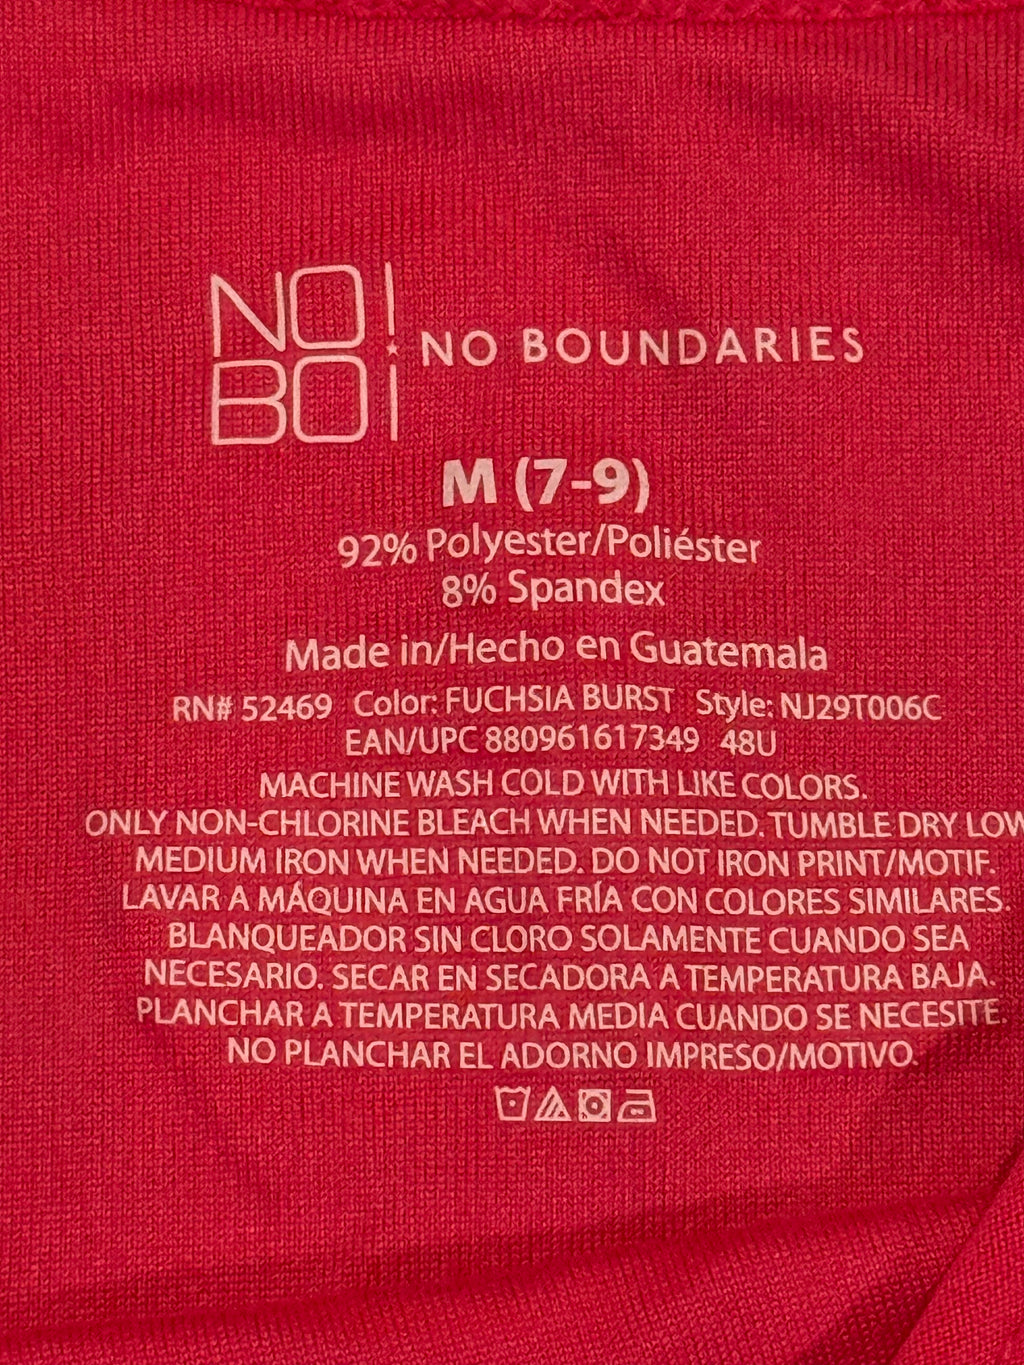 NO!
BO!
NO BOUNDARIES
M (7-9)
92% Polyester/Poliéster
8% Spandex
Made in/Hecho en Guatemala
RN# 52469 Color: FUCHSIA BURST Style: NJ29T006C
EAN/UPC 880961617349 48U
MACHINE WASH COLD WITH LIKE COLORS.
ONLY NON-CHLORINE BLEACH WHEN NEEDED. TUMBLE DRY LOW
MEDIUM IRON WHEN NEEDED. DO NOT IRON PRINT/MOTIF.
LAVAR A MÁQUINA EN AGUA FRÍA CON COLORES SIMILARES.
BLANQUEADOR SIN CLORO SOLAMENTE CUANDO SEA
NECESARIO. SECAR EN SECADORA A TEMPERATURA BAJA.
PLANCHAR A TEMPERATURA MEDIA CUANDO SE NECESITE.
NO PLANCHAR EL ADORNO IMPRESO/MOTIVO.